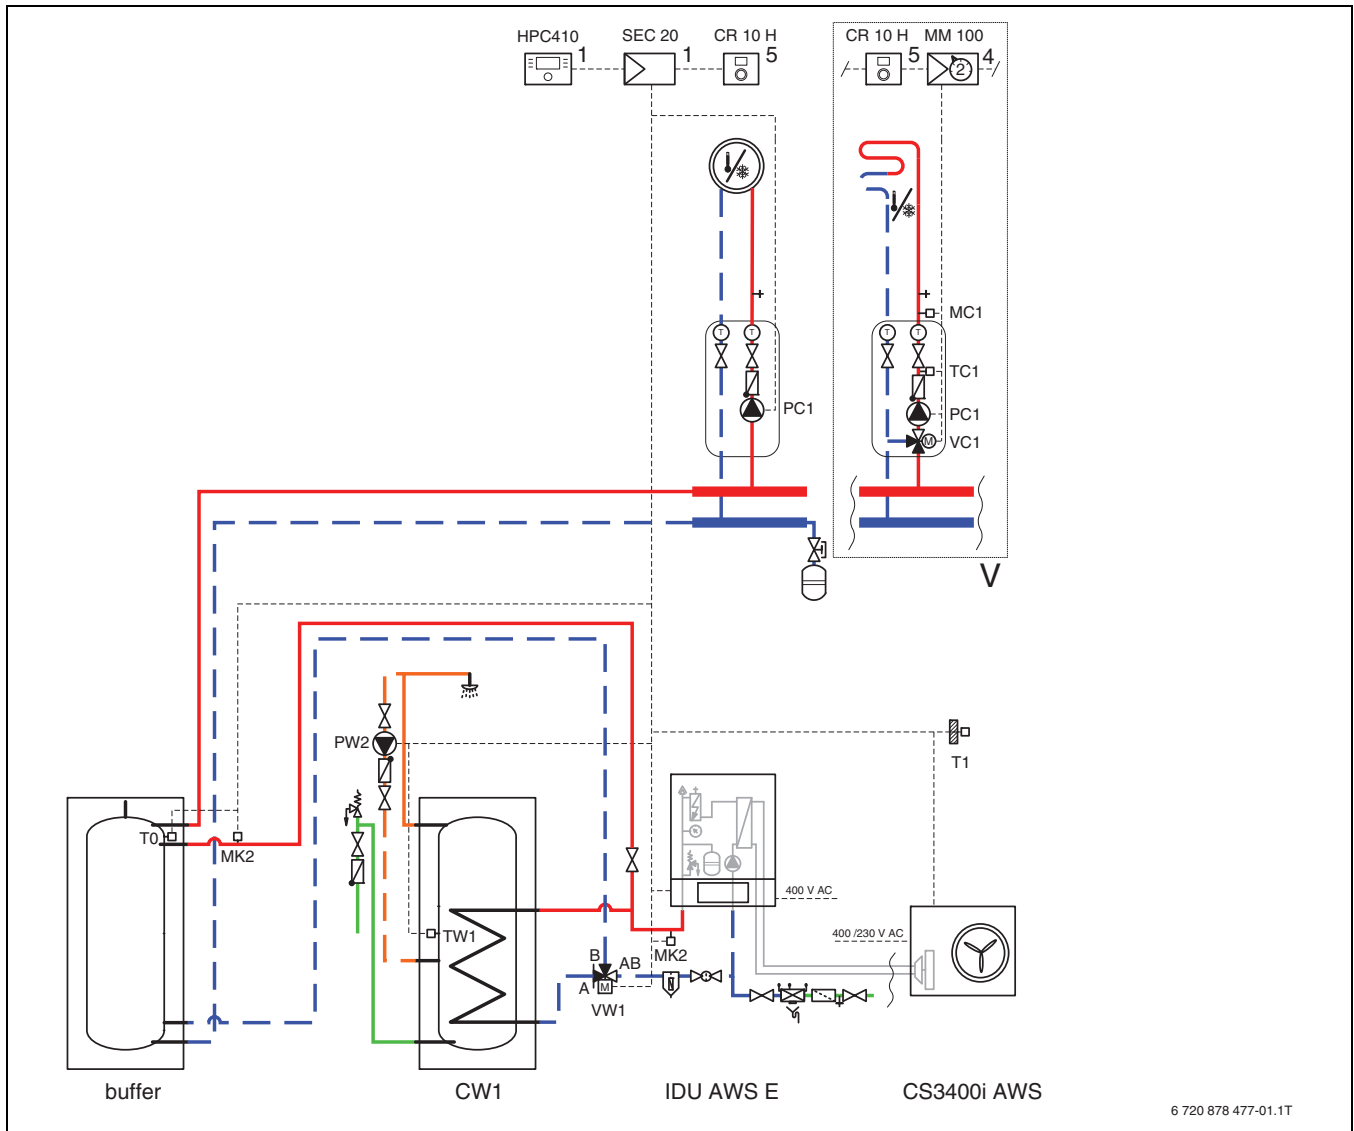 HPC410 SEC 20 CR 10 H CR 10 H MM 100
1 1 5 5 4
2
T T T T
MC1
TC1
PC1 PC1
M VC1
V
PW2
T1
T0
MK2
400 V AC
TW1
400 /230 V AC
B AB MK2
A M
VW1
buffer CW1 IDU AWS E CS3400i AWS
6 720 878 477-01.1T